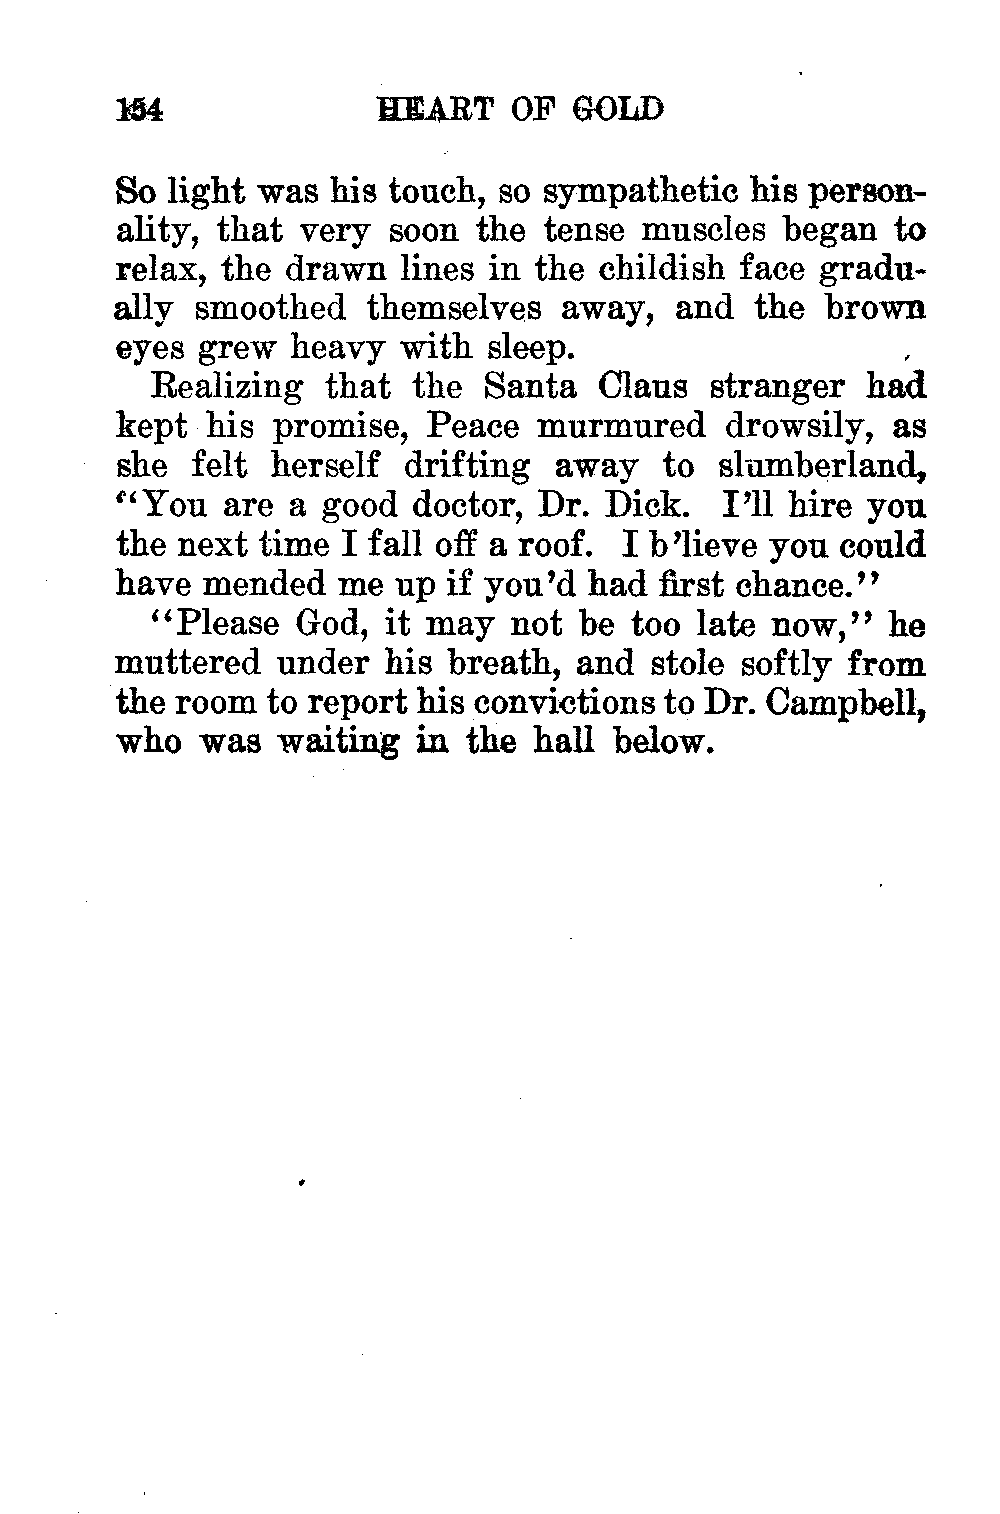 154 HEART OF GOLD
So light was his touch, so sympathetic his person-
ality, that very soon the tense muscles began to
relax, the drawn lines in the childish face gradu-
ally smoothed themselves away, and the brown
eyes grew heavy with sleep.
Realizing that the Santa Claus stranger had
kept his promise, Peace murmured drowsily, as
she felt herself drifting away to slumberland,
"You are a good doctor, Dr. Dick. I'll hire you
the next time I fall off a roof. I b'lieve you could
have mended me up if you'd had first chance."
"Please God, it may not be too late now," he
muttered under his breath, and stole softly from
the room to report his convictions to Dr. Campbell,
who was waiting in the hall below.